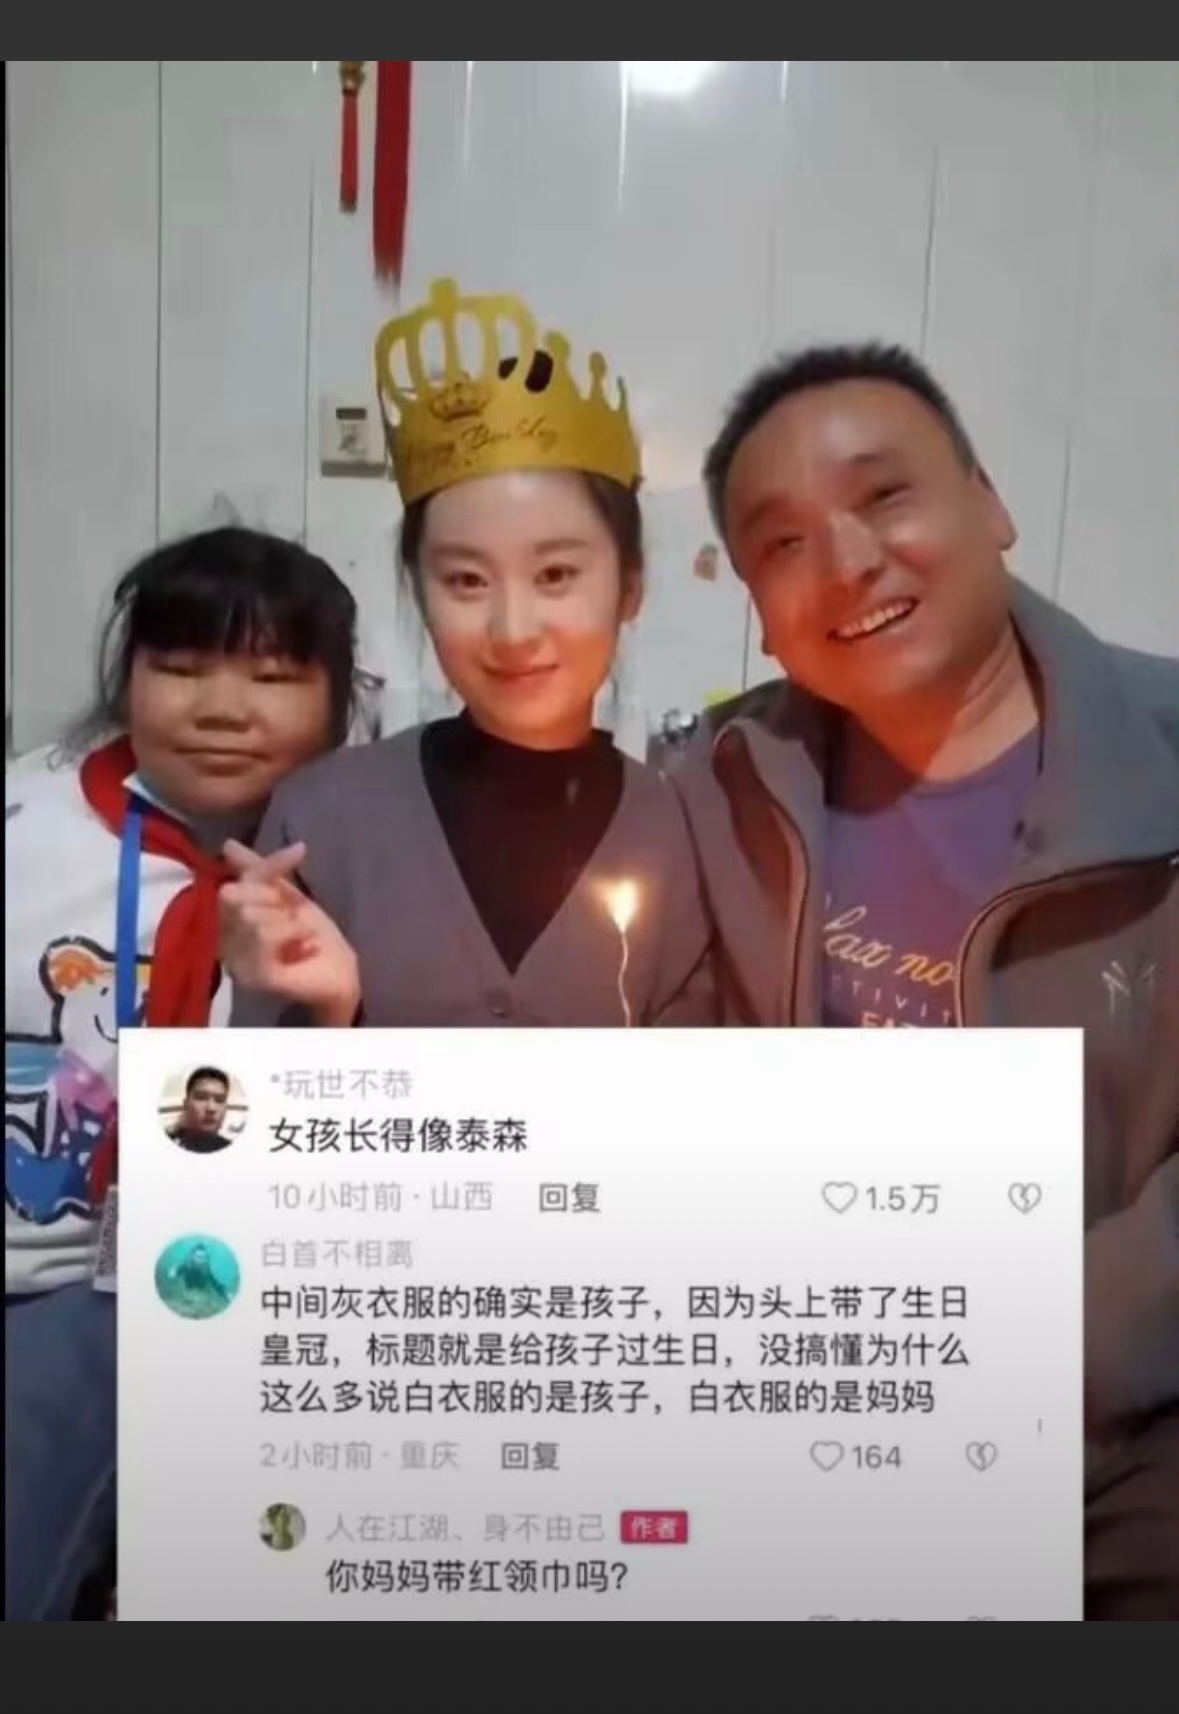 Happy Birthday
lax no
CTIVIT
*玩世不恭
女孩长得像泰森
10小时前·山西 回复 1.5万
白首不相离
中间灰衣服的确实是孩子，因为头上带了生日
皇冠，标题就是给孩子过生日，没搞懂为什么
这么多说白衣服的是孩子，白衣服的是妈妈
2小时前·重庆 回复 164
人在江湖、身不由己 作者
你妈妈带红领巾吗?